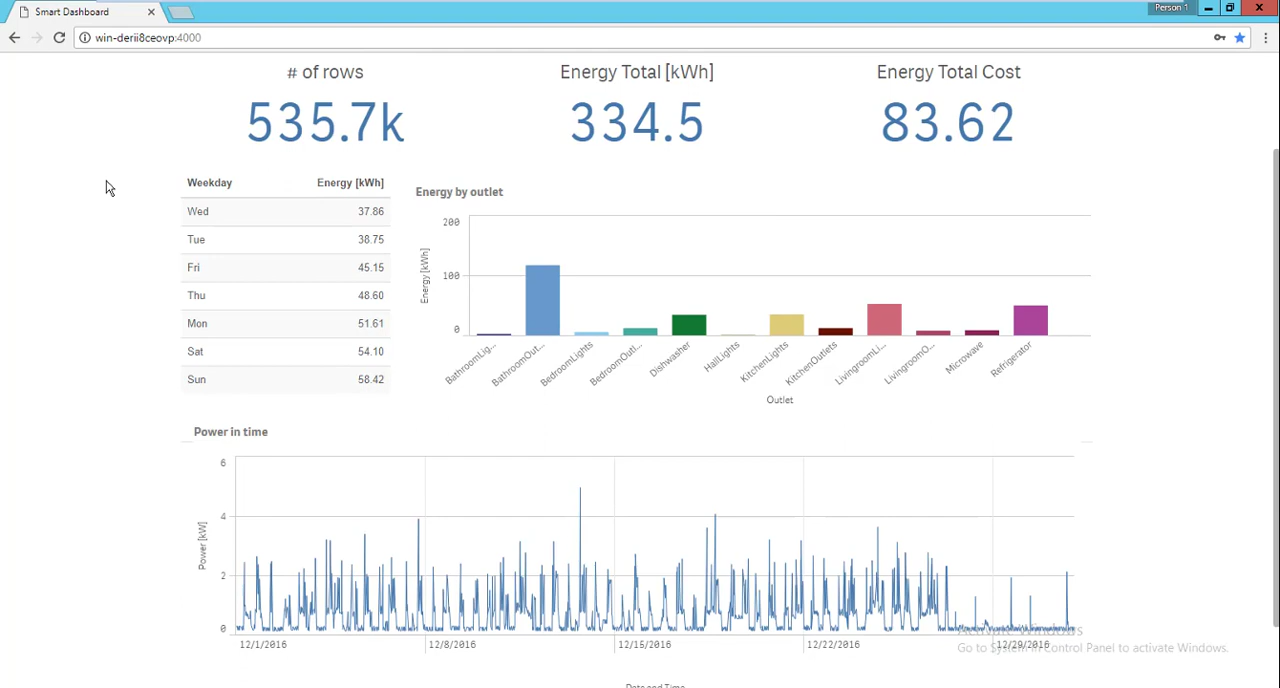 Smart Dashboard
Person 1
win-derii8ceovp:4000
# of rows
535.7k
Energy Total [kWh]
334.5
Energy Total Cost
83.62
Weekday Energy [kWh]
Wed 37.86
Tue 38.75
Fri 45.15
Thu 48.60
Mon 51.61
Sat 54.10
Sun 58.42
Energy by outlet
Energy [kWh]
200
100
0
BathroomLig...
BathroomOut...
BedroomLights
BedroomOutl...
Dishwasher
HallLights
KitchenLights
KitchenOutlets
LivingroomLi...
LivingroomO...
Microwave
Refrigerator
Outlet
Power in time
Power [kW]
6
4
2
0
12/1/2016 12/8/2016 12/15/2016 12/22/2016 12/29/2016
Date and Time
Activate Windows
Go to System in Control Panel to activate Windows.